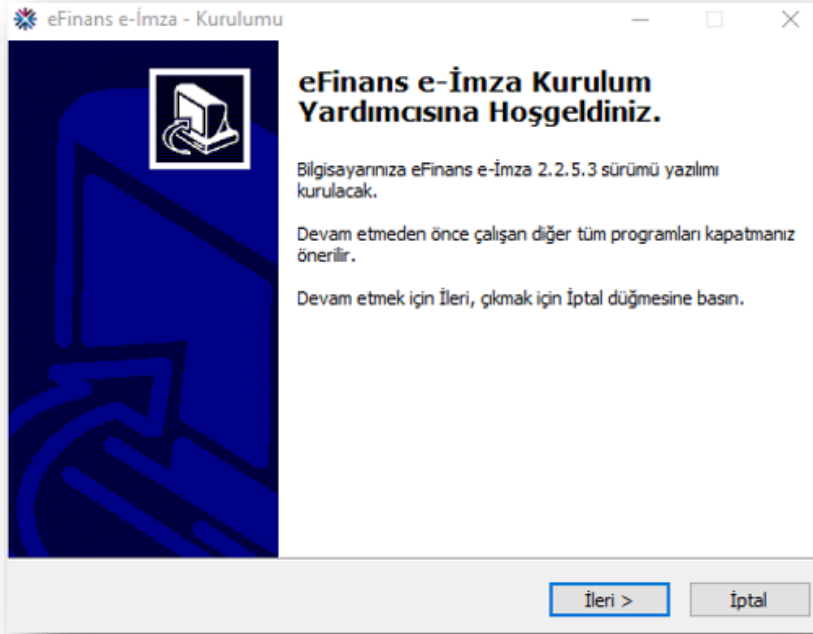 eFinans e-İmza - Kurulumu
eFinans e-İmza Kurulum
Yardımcısına Hoşgeldiniz.
Bilgisayarınıza eFinans e-İmza 2.2.5.3 sürümü yazılımı
kurulacak.
Devam etmeden önce çalışan diğer tüm programları kapatmanız
önerilir.
Devam etmek için İleri, çıkmak için İptal düğmesine basın.
İleri >
İptal